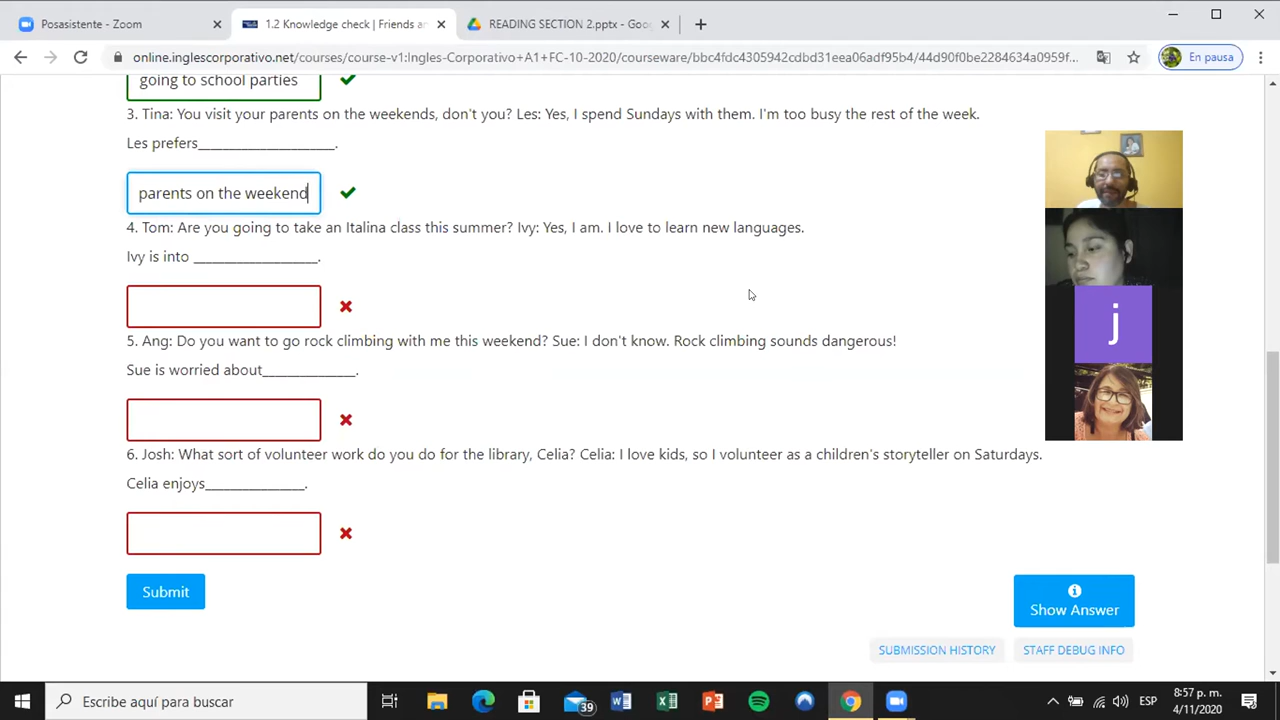 Posasistente - Zoom
1.2 Knowledge check | Friends an
READING SECTION 2.pptx - Goo
online.inglescorporativo.net/courses/course-v1:Ingles-Corporativo+A1+FC-10-2020/courseware/bbc4fdc4305942cdbd31eea06adf95b4/44d90f0be2284634a0959f...
En pausa
going to school parties
3. Tina: You visit your parents on the weekends, don't you? Les: Yes, I spend Sundays with them. I'm too busy the rest of the week.
Les prefers____________________.
parents on the weekend
4. Tom: Are you going to take an Italina class this summer? Ivy: Yes, I am. I love to learn new languages.
Ivy is into __________________.
5. Ang: Do you want to go rock climbing with me this weekend? Sue: I don't know. Rock climbing sounds dangerous!
Sue is worried about_____________.
6. Josh: What sort of volunteer work do you do for the library, Celia? Celia: I love kids, so I volunteer as a children's storyteller on Saturdays.
Celia enjoys______________.
j
Submit
Show Answer
SUBMISSION HISTORY
STAFF DEBUG INFO
Escribe aquí para buscar
39
ESP
8:57 p. m.
4/11/2020